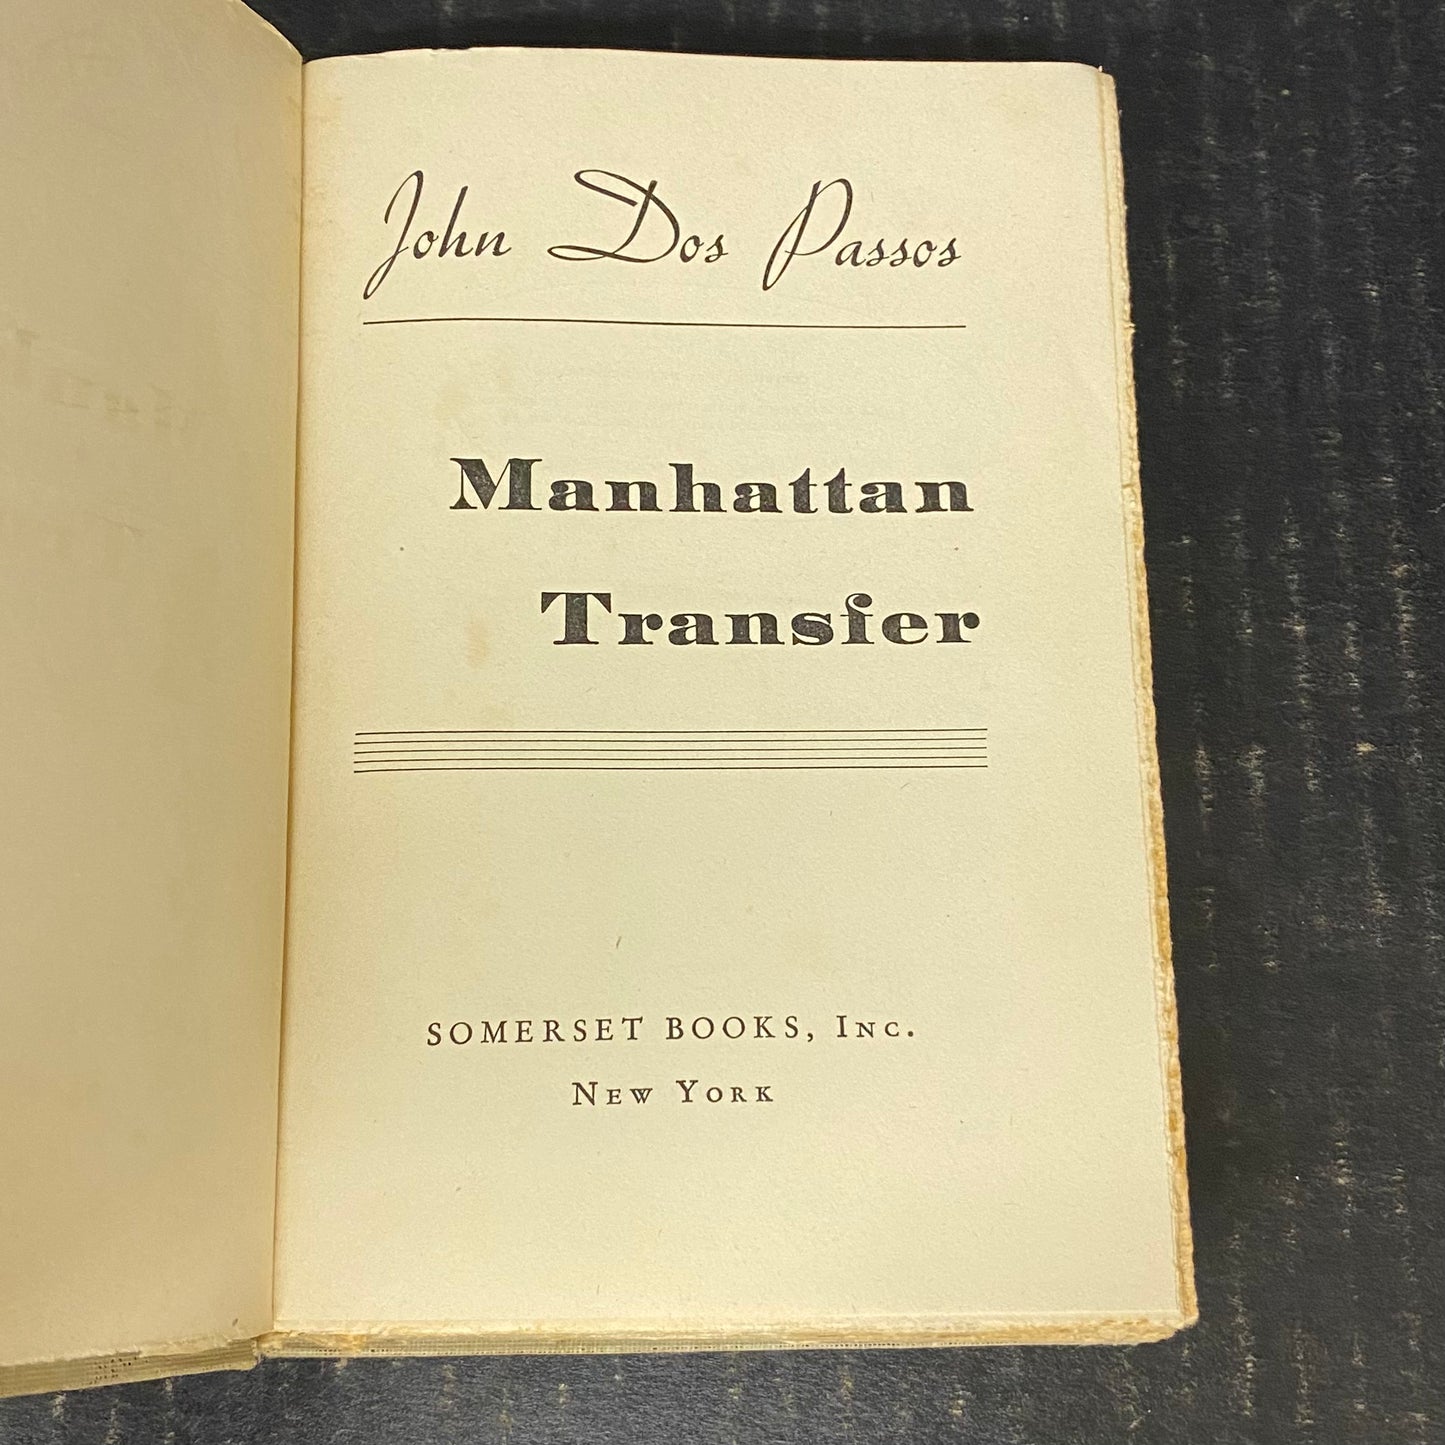 John Dos Passos
Manhattan
Transfer
SOMERSET BOOKS, INC.
NEW YORK